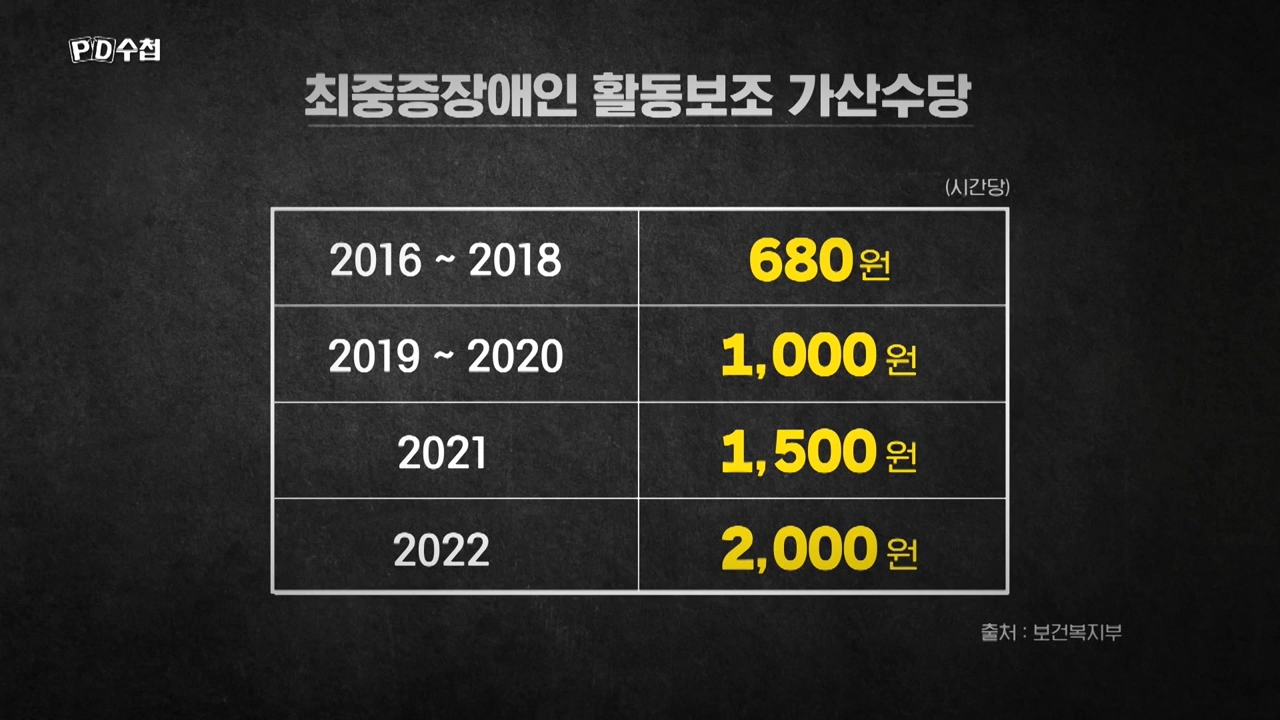 PD수첩
최중증장애인 활동보조 가산수당
(시간당)
2016 ~ 2018 680원
2019 ~ 2020 1,000원
2021 1,500원
2022 2,000원
출처 : 보건복지부